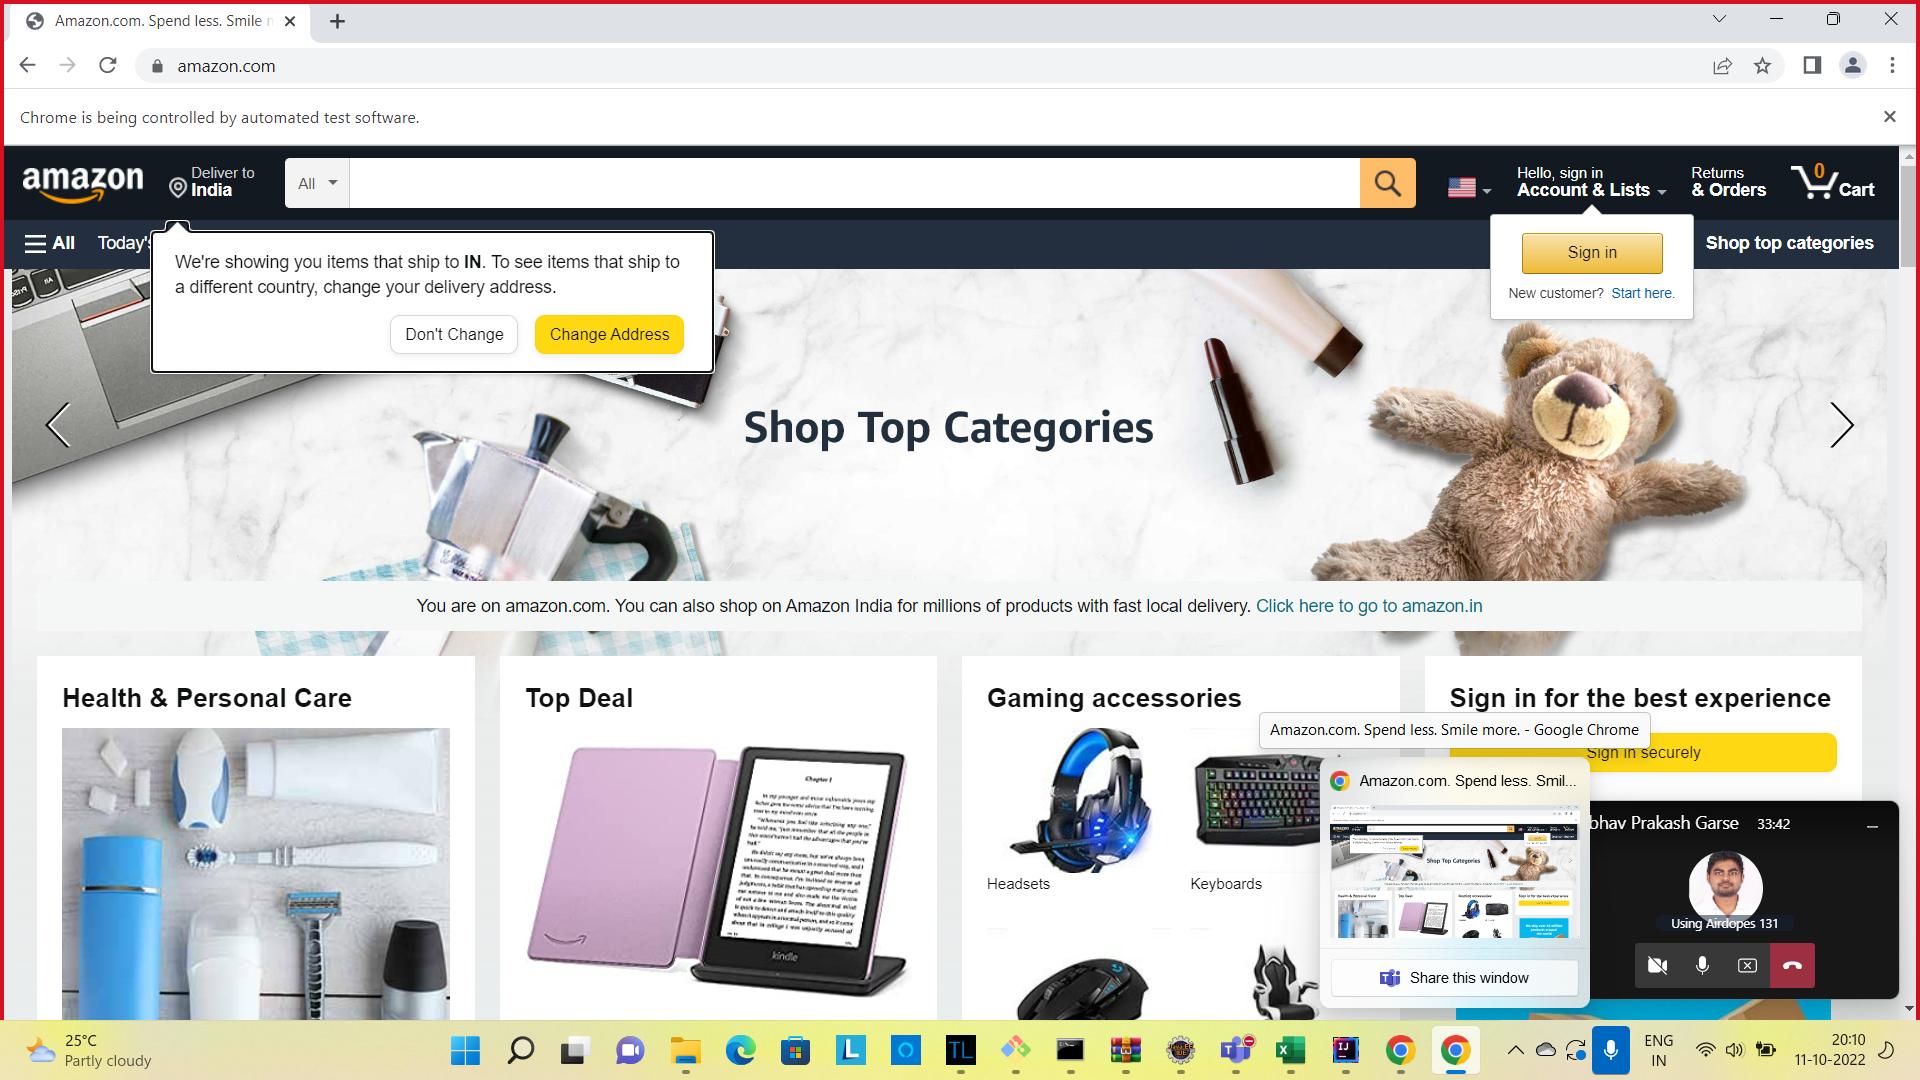 Amazon.com. Spend less. Smile m
amazon.com
Chrome is being controlled by automated test software.
amazon
Deliver to
India
All
Hello, sign in
Account & Lists
Returns
& Orders
0
Cart
All
Today's
Shop top categories
We're showing you items that ship to IN. To see items that ship to
a different country, change your delivery address.
Don't Change
Change Address
Sign in
New customer? Start here.
Shop Top Categories
You are on amazon.com. You can also shop on Amazon India for millions of products with fast local delivery. Click here to go to amazon.in
Health & Personal Care
Top Deal
Gaming accessories
Sign in for the best experience
Amazon.com. Spend less. Smile more. - Google Chrome
Sign in securely
Amazon.com. Spend less. Smil...
Shop Top Categories
Chapter I
kindle
Headsets
Keyboards
bhav Prakash Garse
33:42
Using Airdopes 131
Share this window
25°C
Partly cloudy
L
TL
IJ
ENG
IN
20:10
11-10-2022